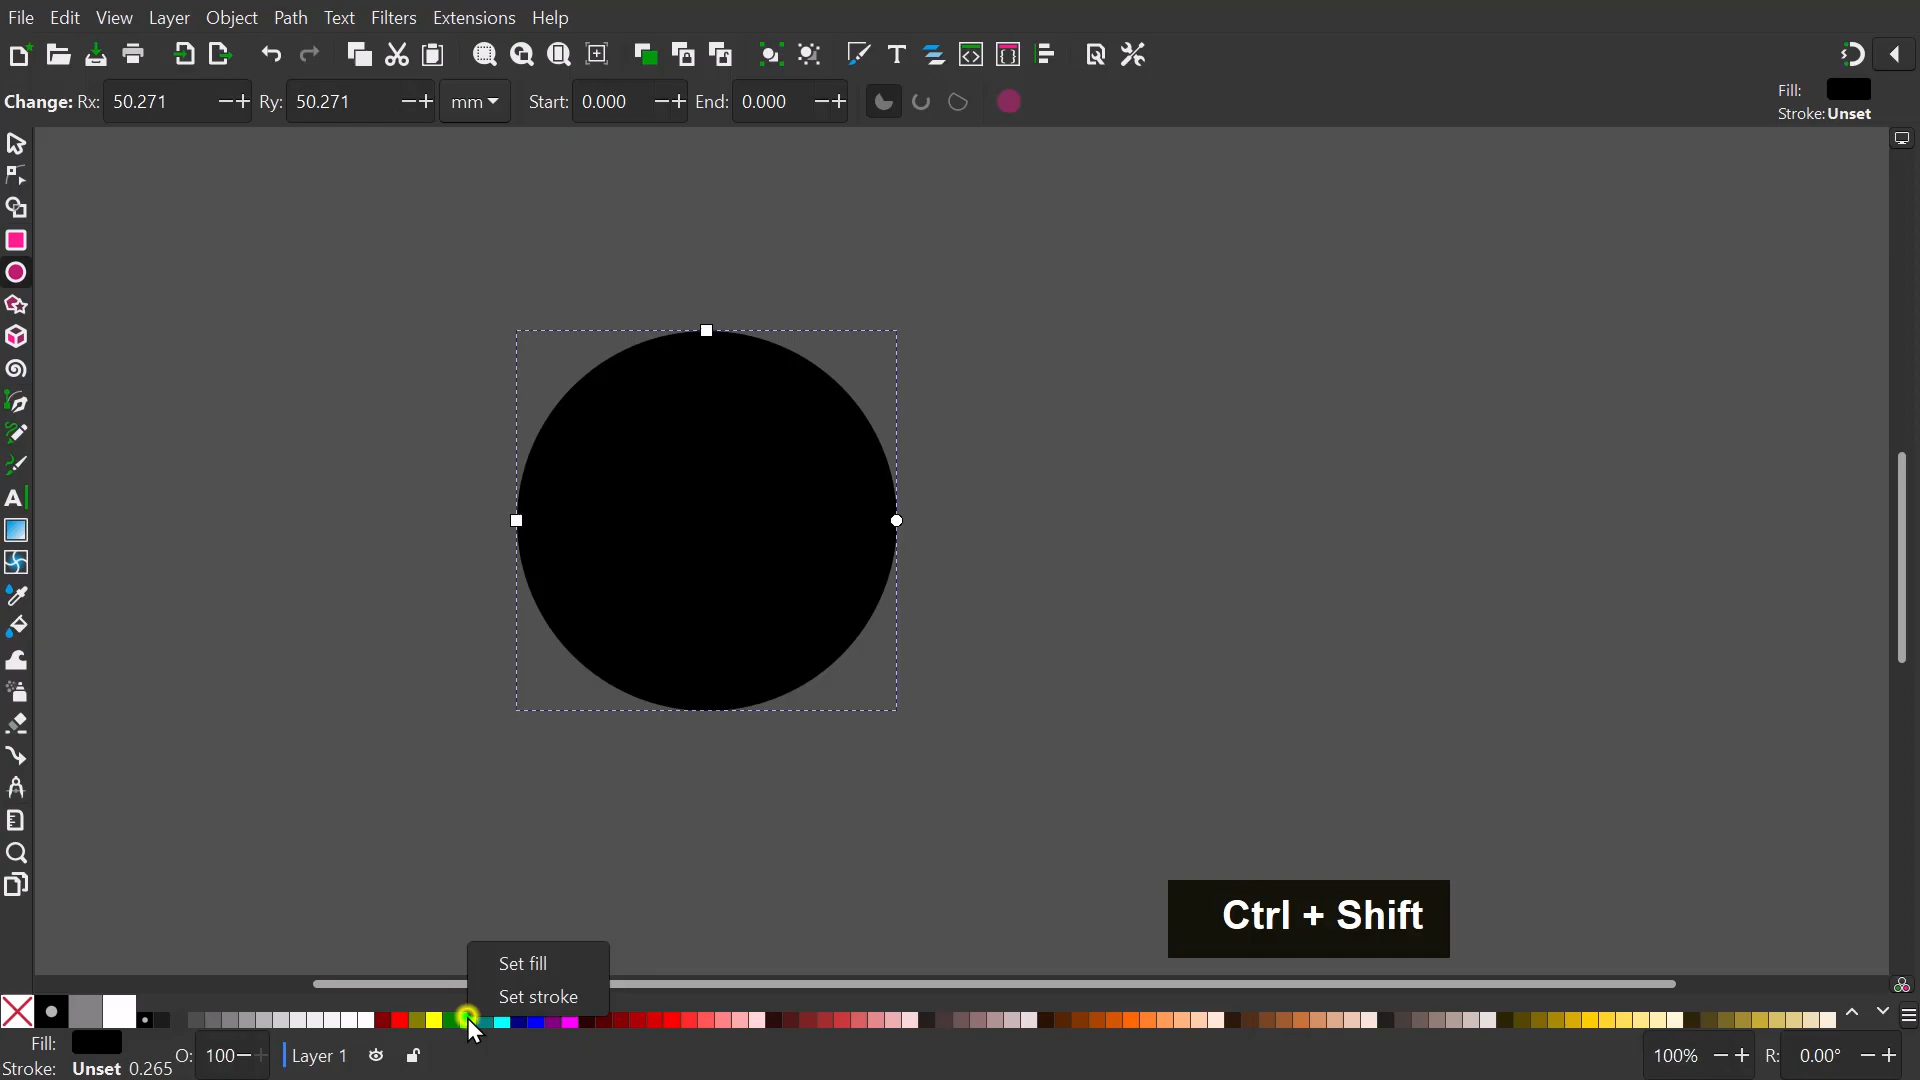 File Edit View Layer Object Path Text Filters Extensions Help
Change: Rx: 50.271 Ry: 50.271 mm Start: 0.000 End: 0.000
Fill:
Stroke: Unset
Ctrl + Shift
Set fill
Set stroke
Fill:
Stroke: Unset 0.265 O: 100 Layer 1 100% R: 0.00°